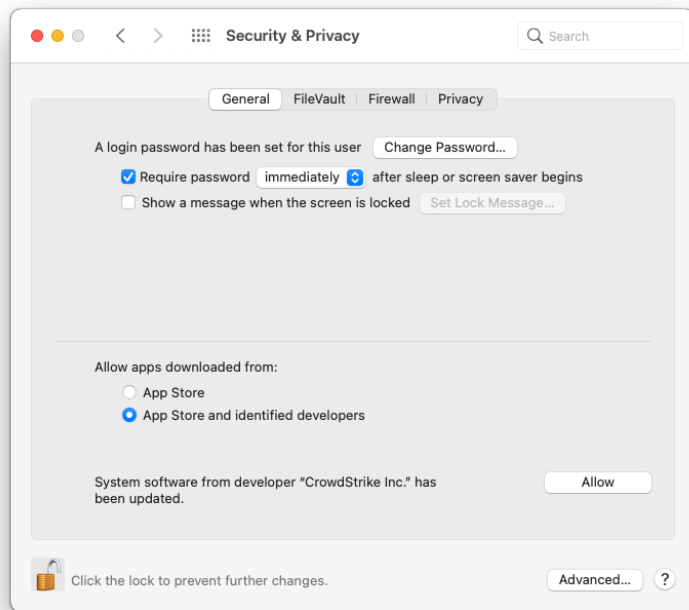 Security & Privacy
Search
General FileVault Firewall Privacy
A login password has been set for this user Change Password...
Require password immediately after sleep or screen saver begins
Show a message when the screen is locked Set Lock Message...
Allow apps downloaded from:
App Store
App Store and identified developers
System software from developer “CrowdStrike Inc.” has
been updated.
Allow
Click the lock to prevent further changes.
Advanced... ?